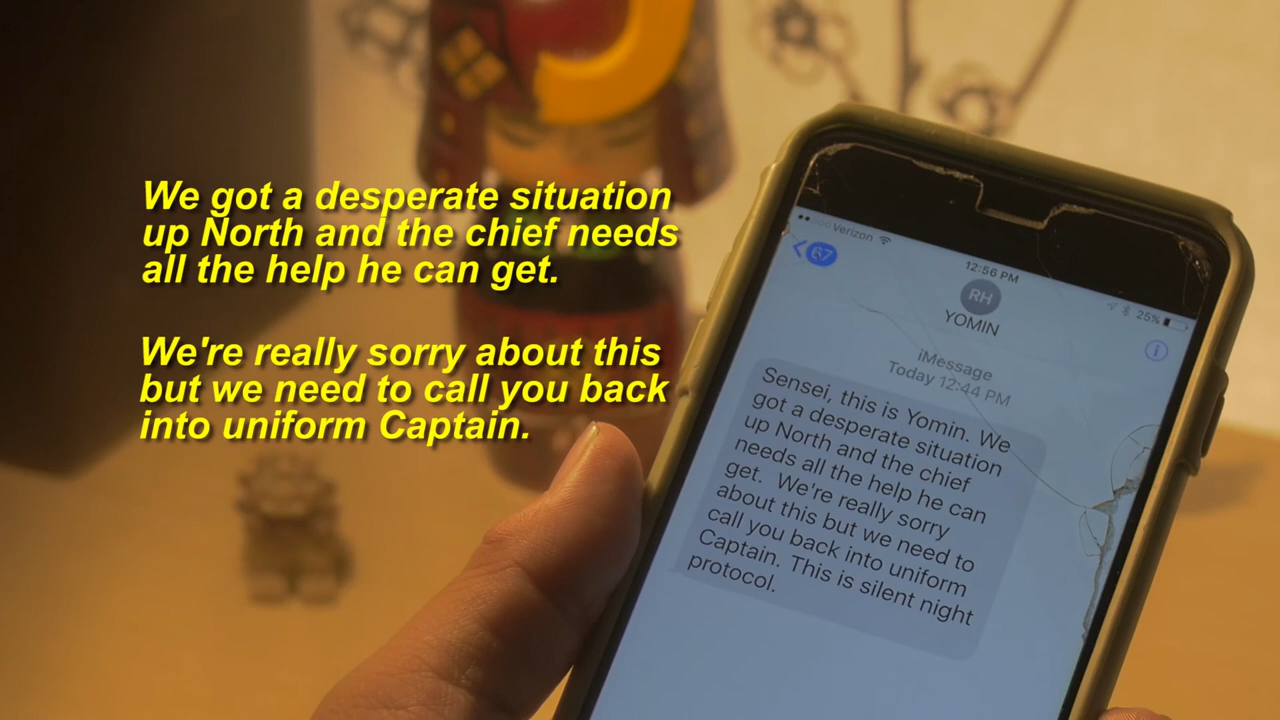 We got a desperate situation
up North and the chief needs
all the help he can get.
We're really sorry about this
but we need to call you back
into uniform Captain.
Verizon
12:56 PM
25%
67
RH
YOMIN
iMessage
Today 12:44 PM
Sensei, this is Yomin. We
got a desperate situation
up North and the chief
needs all the help he can
get. We're really sorry
about this but we need to
call you back into uniform
Captain. This is silent night
protocol.